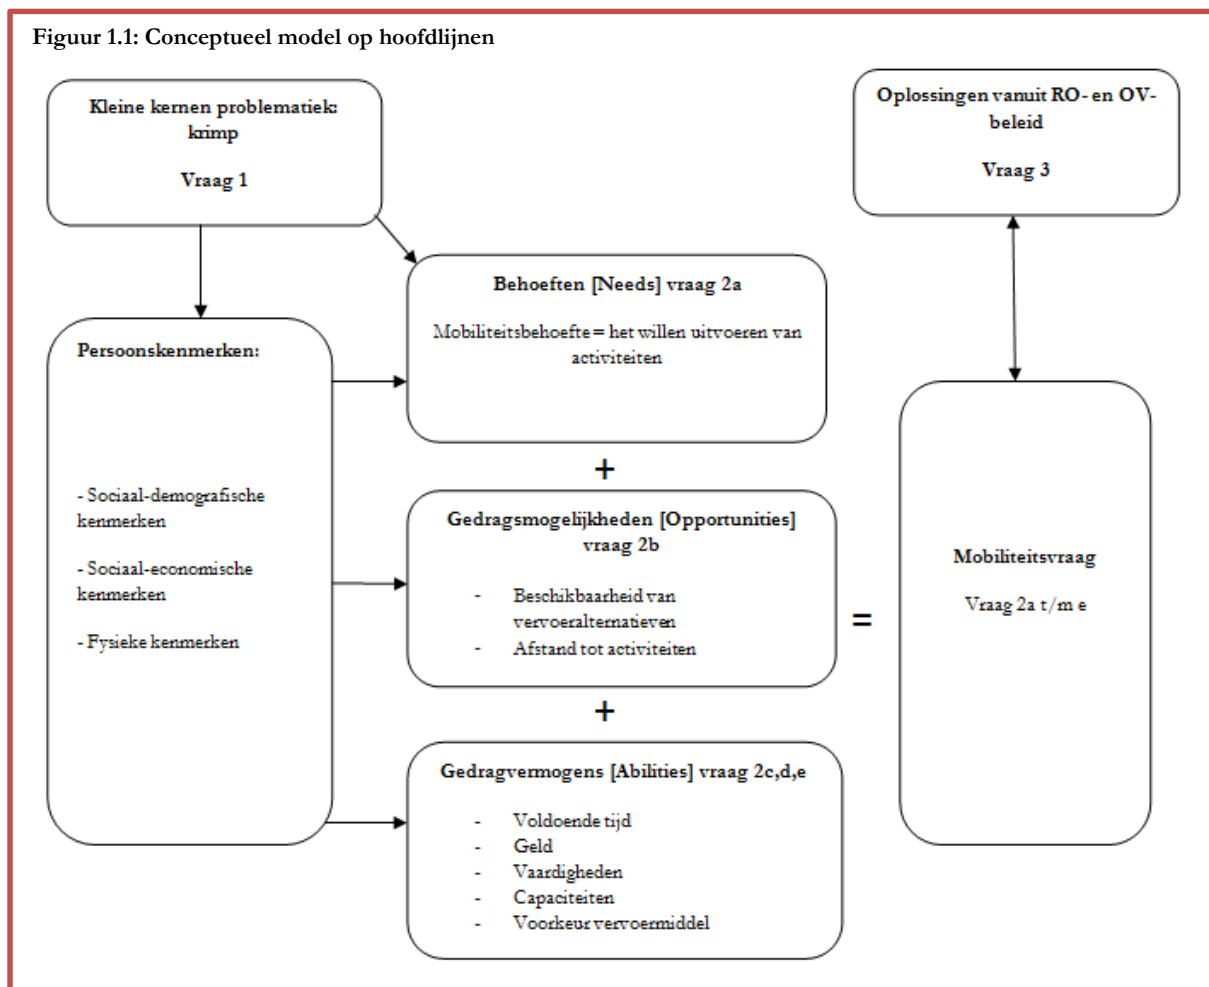 Figuur 1.1: Conceptueel model op hoofdlijnen
Kleine kernen problematiek:
krimp
Vraag 1
Oplossingen vanuit RO- en OV-
beleid
Vraag 3
Behoeften [Needs] vraag 2a
Mobiliteitsbehoefte = het willen uitvoeren van
activiteiten
Persoonskenmerken:
- Sociaal-demografische
kenmerken
- Sociaal-economische
kenmerken
- Fysieke kenmerken
+
Gedragsmogelijkheden [Opportunities]
vraag 2b
- Beschikbaarheid van
vervoeralternatieven
- Afstand tot activiteiten
+
Gedragvermogens [Abilities] vraag 2c,d,e
- Voldoende tijd
- Geld
- Vaardigheden
- Capaciteiten
- Voorkeur vervoermiddel
=
Mobiliteitsvraag
Vraag 2a t/m e